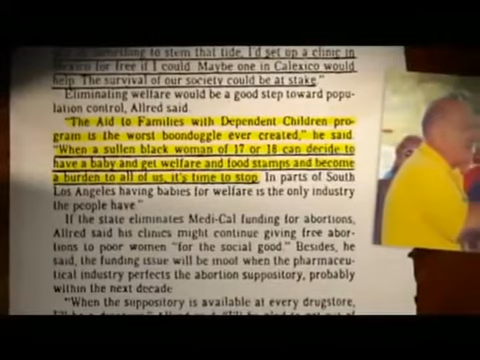 something to stem that tide. I'd set up a clinic in
Mexico for free if I could. Maybe one in Calexico would
help. The survival of our society could be at stake."
Eliminating welfare would be a good step toward popu-
lation control, Allred said.
"The Aid to Families with Dependent Children pro-
gram is the worst boondoggle ever created," he said.
"When a sullen black woman of 17 or 18 can decide to
have a baby and get welfare and food stamps and become
a burden to all of us, it's time to stop. In parts of South
Los Angeles having babies for welfare is the only industry
the people have."
If the state eliminates Medi-Cal funding for abortions,
Allred said his clinics might continue giving free abor-
tions to poor women "for the social good." Besides, he
said, the funding issue will be moot when the pharmaceu-
tical industry perfects the abortion suppository, probably
within the next decade
"When the suppository is available at every drugstore,